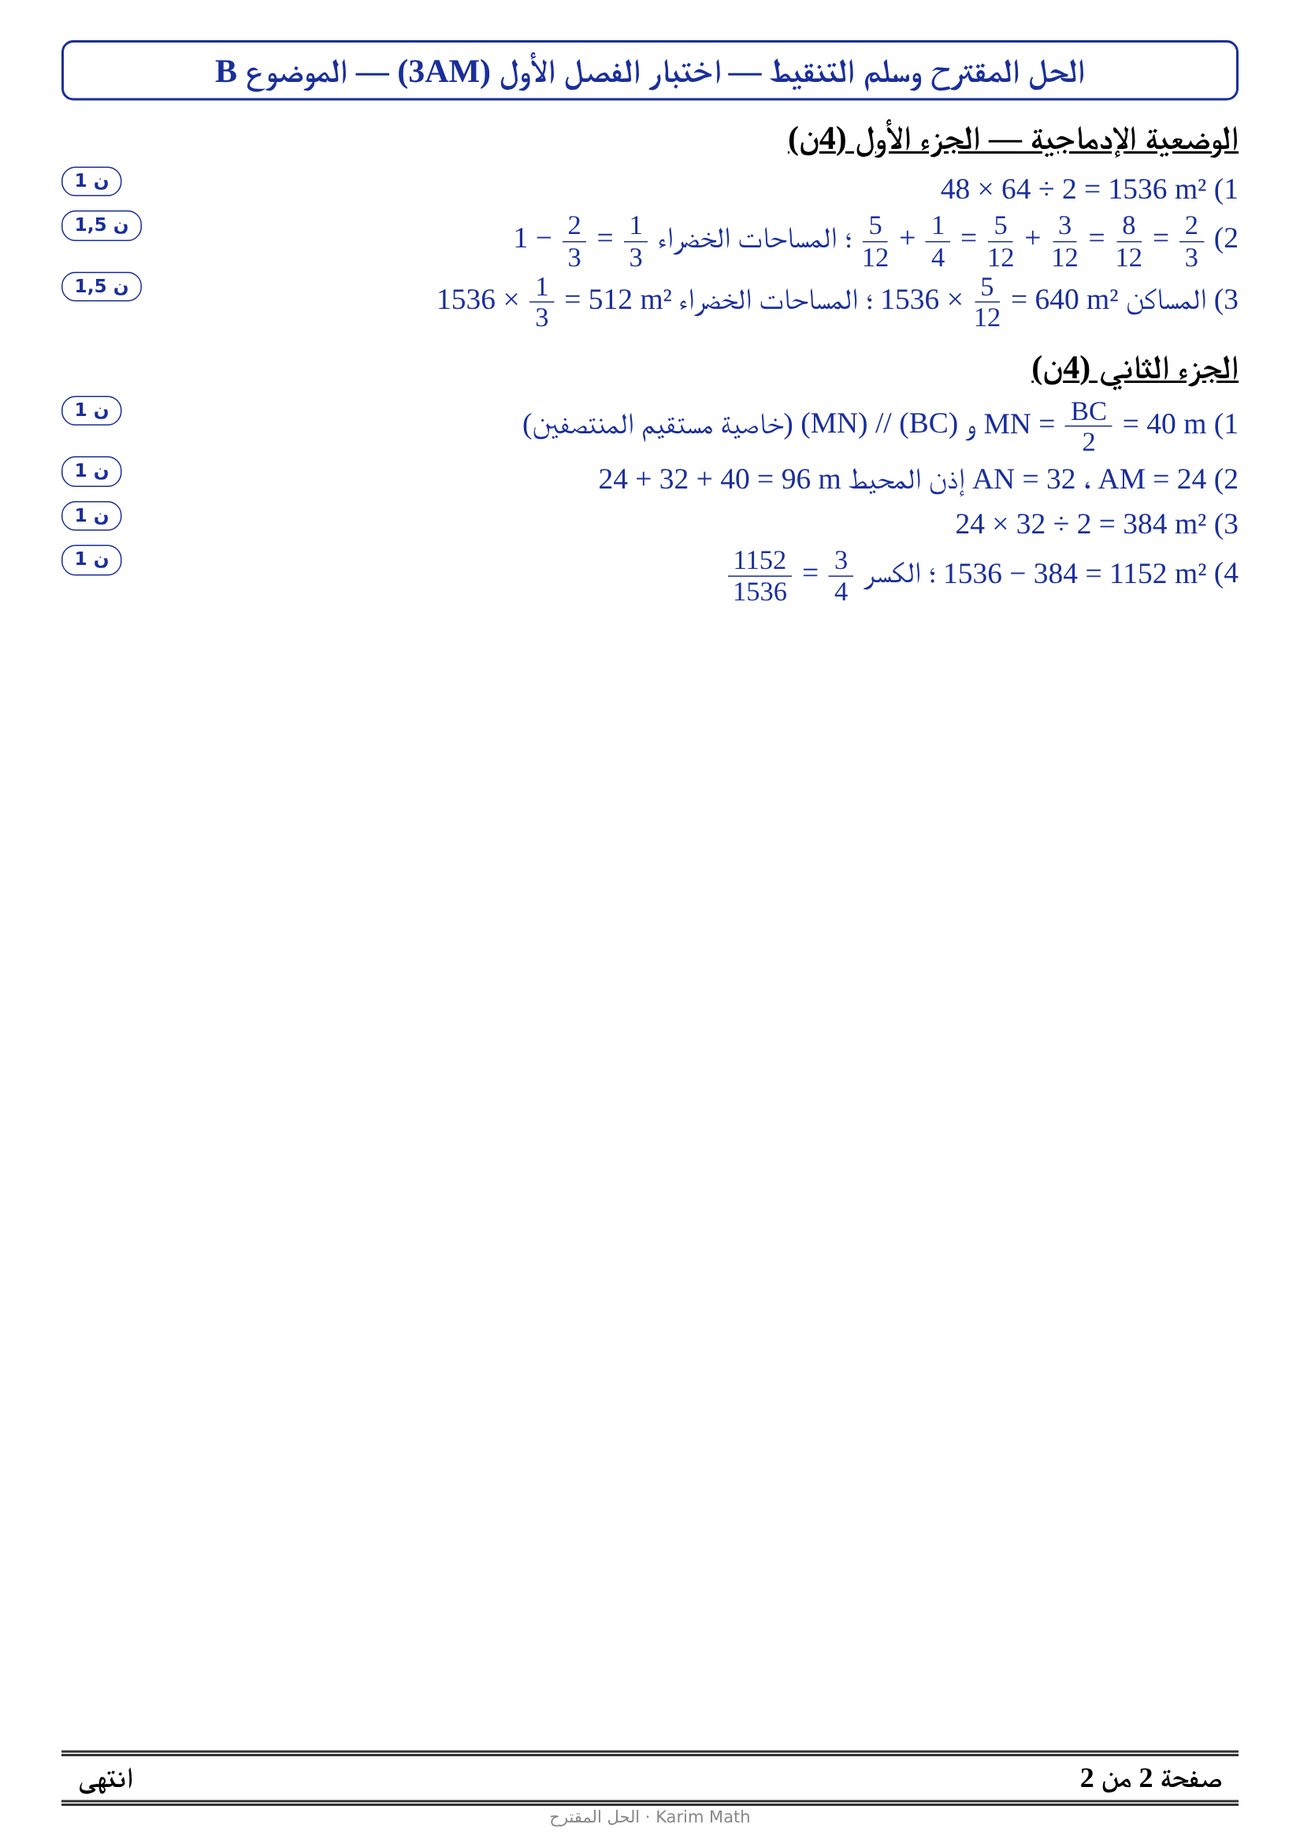 الحل المقترح وسلم التنقيط — اختبار الفصل الأول (3AM) — الموضوع B
الوضعية الإدماجية — الجزء الأول (4ن)
1) 48 × 64 ÷ 2 = 1536 m² 1 ن
2) 5/12 + 1/4 = 5/12 + 3/12 = 8/12 = 2/3 ؛ المساحات الخضراء 1 − 2/3 = 1/3 1,5 ن
3) المساكن 1536 × 5/12 = 640 m² ؛ المساحات الخضراء 1536 × 1/3 = 512 m² 1,5 ن
الجزء الثاني (4ن)
1) MN = BC/2 = 40 m و (MN) // (BC) (خاصية مستقيم المنتصفين) 1 ن
2) AM = 24 ، AN = 32 إذن المحيط 24 + 32 + 40 = 96 m 1 ن
3) 24 × 32 ÷ 2 = 384 m² 1 ن
4) 1536 − 384 = 1152 m² ؛ الكسر 1152/1536 = 3/4 1 ن
صفحة 2 من 2 انتهى
Karim Math · الحل المقترح